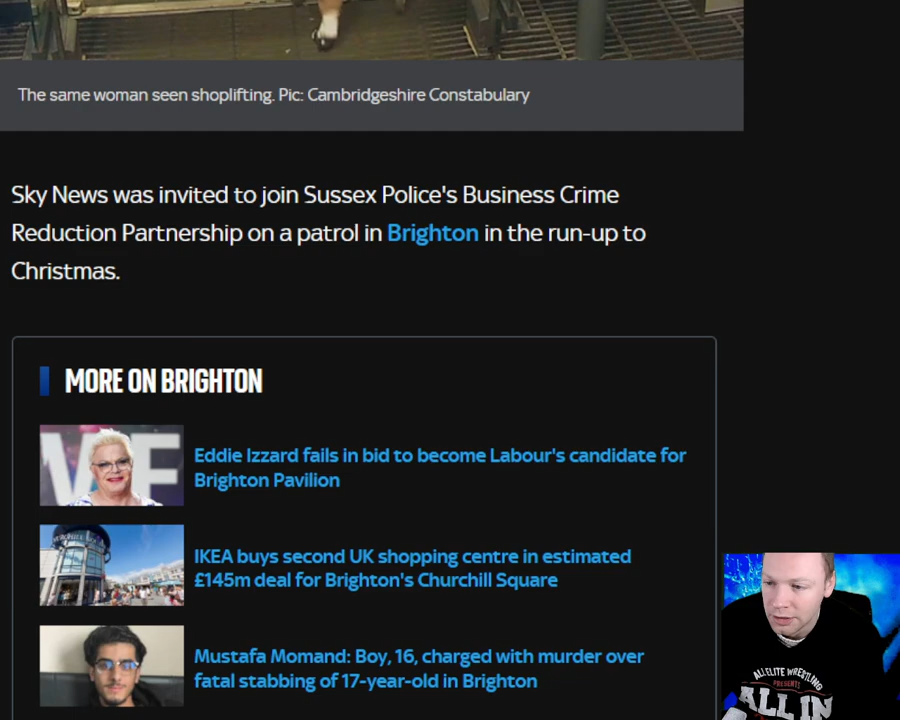 The same woman seen shoplifting. Pic: Cambridgeshire Constabulary
Sky News was invited to join Sussex Police's Business Crime
Reduction Partnership on a patrol in Brighton in the run-up to
Christmas.
MORE ON BRIGHTON
Eddie Izzard fails in bid to become Labour's candidate for
Brighton Pavilion
IKEA buys second UK shopping centre in estimated
£145m deal for Brighton's Churchill Square
Mustafa Momand: Boy, 16, charged with murder over
fatal stabbing of 17-year-old in Brighton
ALL ELITE WRESTLING
PRESENTS
ALL IN